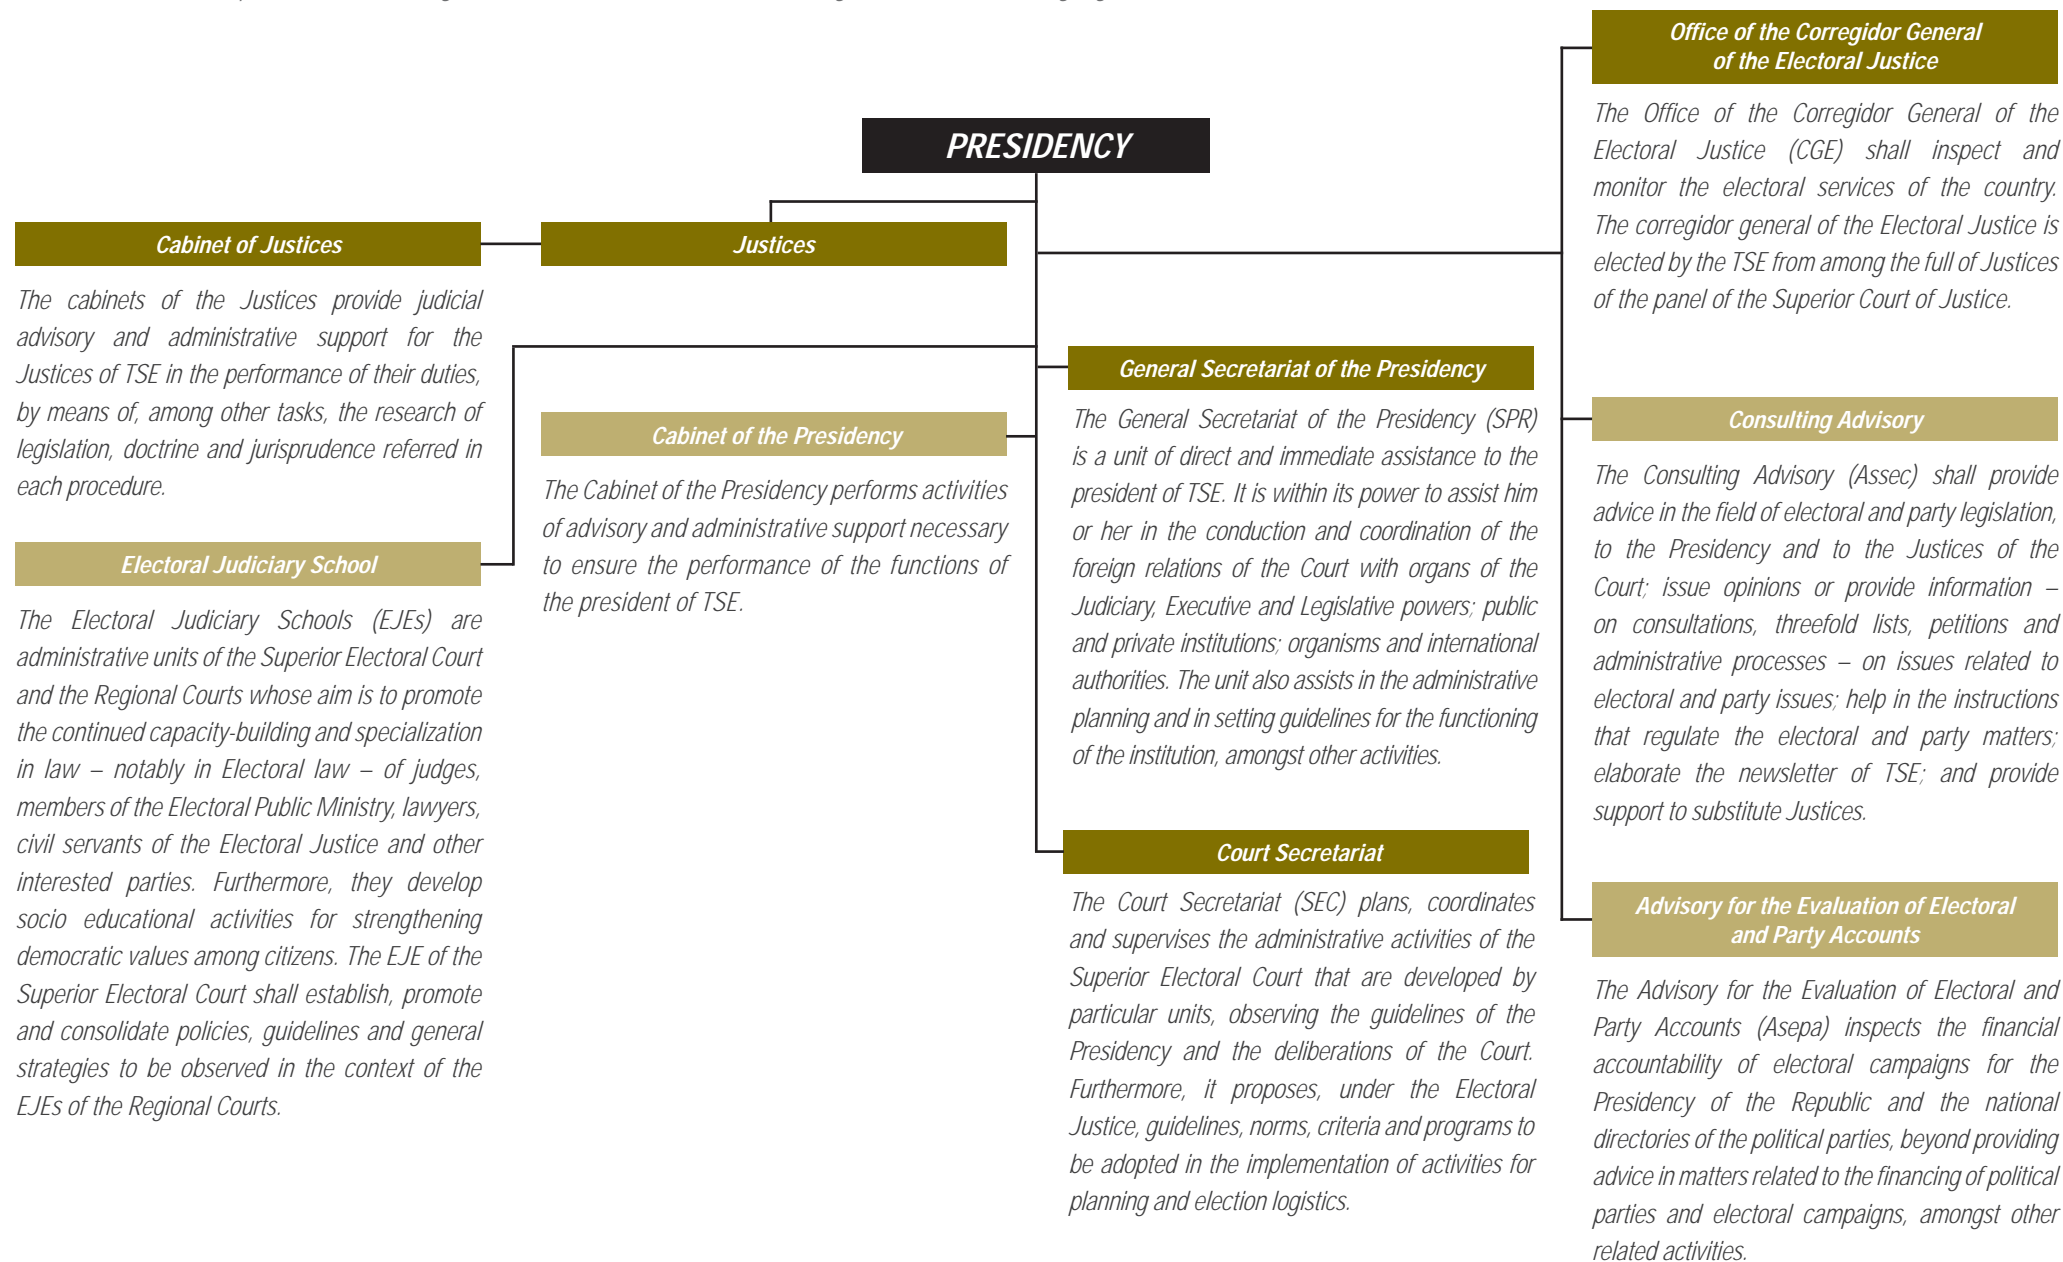 PRESIDENCY
Cabinet of Justices
The cabinets of the Justices provide judicial
advisory and administrative support for the
Justices of TSE in the performance of their duties,
by means of, among other tasks, the research of
legislation, doctrine and jurisprudence referred in
each procedure.
Electoral Judiciary School
The Electoral Judiciary Schools (EJEs) are
administrative units of the Superior Electoral Court
and the Regional Courts whose aim is to promote
the continued capacity-building and specialization
in law – notably in Electoral law – of judges,
members of the Electoral Public Ministry, lawyers,
civil servants of the Electoral Justice and other
interested parties. Furthermore, they develop
socio educational activities for strengthening
democratic values among citizens. The EJE of the
Superior Electoral Court shall establish, promote
and consolidate policies, guidelines and general
strategies to be observed in the context of the
EJEs of the Regional Courts.
Justices
Cabinet of the Presidency
The Cabinet of the Presidency performs activities
of advisory and administrative support necessary
to ensure the performance of the functions of
the president of TSE.
General Secretariat of the Presidency
The General Secretariat of the Presidency (SPR)
is a unit of direct and immediate assistance to the
president of TSE. It is within its power to assist him
or her in the conduction and coordination of the
foreign relations of the Court with organs of the
Judiciary, Executive and Legislative powers; public
and private institutions; organisms and international
authorities. The unit also assists in the administrative
planning and in setting guidelines for the functioning
of the institution, amongst other activities.
Court Secretariat
The Court Secretariat (SEC) plans, coordinates
and supervises the administrative activities of the
Superior Electoral Court that are developed by
particular units, observing the guidelines of the
Presidency and the deliberations of the Court.
Furthermore, it proposes, under the Electoral
Justice, guidelines, norms, criteria and programs to
be adopted in the implementation of activities for
planning and election logistics.
Office of the Corregidor General
of the Electoral Justice
The Office of the Corregidor General of the
Electoral Justice (CGE) shall inspect and
monitor the electoral services of the country.
The corregidor general of the Electoral Justice is
elected by the TSE from among the full of Justices
of the panel of the Superior Court of Justice.
Consulting Advisory
The Consulting Advisory (Assec) shall provide
advice in the field of electoral and party legislation,
to the Presidency and to the Justices of the
Court; issue opinions or provide information –
on consultations, threefold lists, petitions and
administrative processes – on issues related to
electoral and party issues; help in the instructions
that regulate the electoral and party matters;
elaborate the newsletter of TSE; and provide
support to substitute Justices.
Advisory for the Evaluation of Electoral
and Party Accounts
The Advisory for the Evaluation of Electoral and
Party Accounts (Asepa) inspects the financial
accountability of electoral campaigns for the
Presidency of the Republic and the national
directories of the political parties, beyond providing
advice in matters related to the financing of political
parties and electoral campaigns, amongst other
related activities.